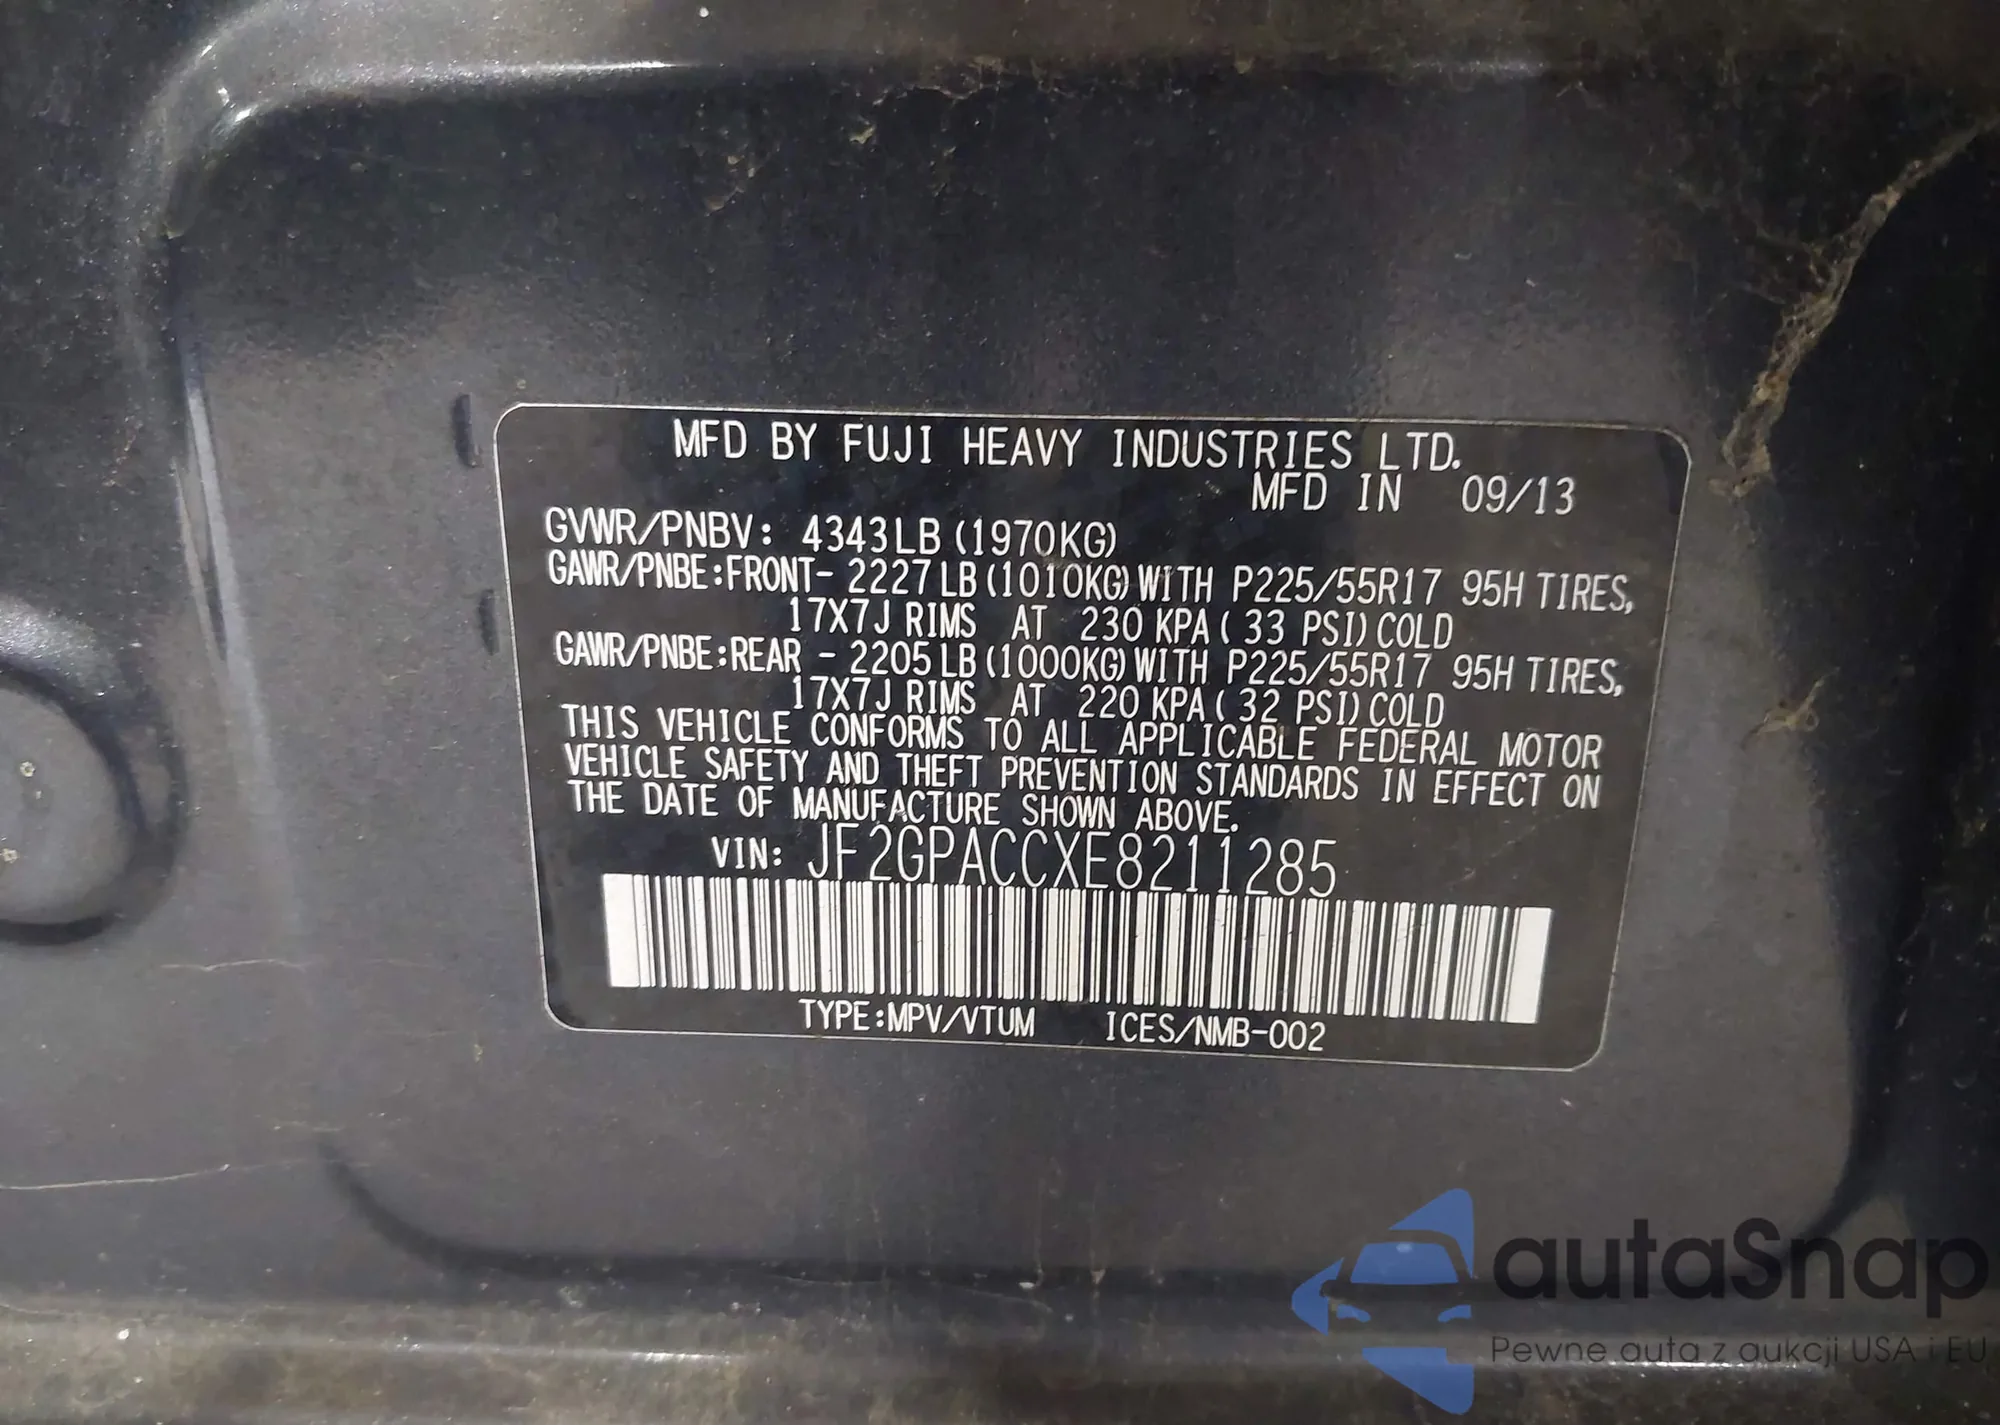 MFD BY FUJI HEAVY INDUSTRIES LTD.
MFD IN 09/13
GVWR/PNBV: 4343LB (1970KG)
GAWR/PNBE:FRONT- 2227LB (1010KG) WITH P225/55R17 95H TIRES,
17X7J RIMS AT 230 KPA ( 33 PSI) COLD
GAWR/PNBE:REAR - 2205LB (1000KG) WITH P225/55R17 95H TIRES,
17X7J RIMS AT 220 KPA ( 32 PSI) COLD
THIS VEHICLE CONFORMS TO ALL APPLICABLE FEDERAL MOTOR
VEHICLE SAFETY AND THEFT PREVENTION STANDARDS IN EFFECT ON
THE DATE OF MANUFACTURE SHOWN ABOVE.
VIN: JF2GPACCXE8211285
TYPE:MPV/VTUM ICES/NMB-002
autaSnap
Pewne auta z aukcji USA i EU